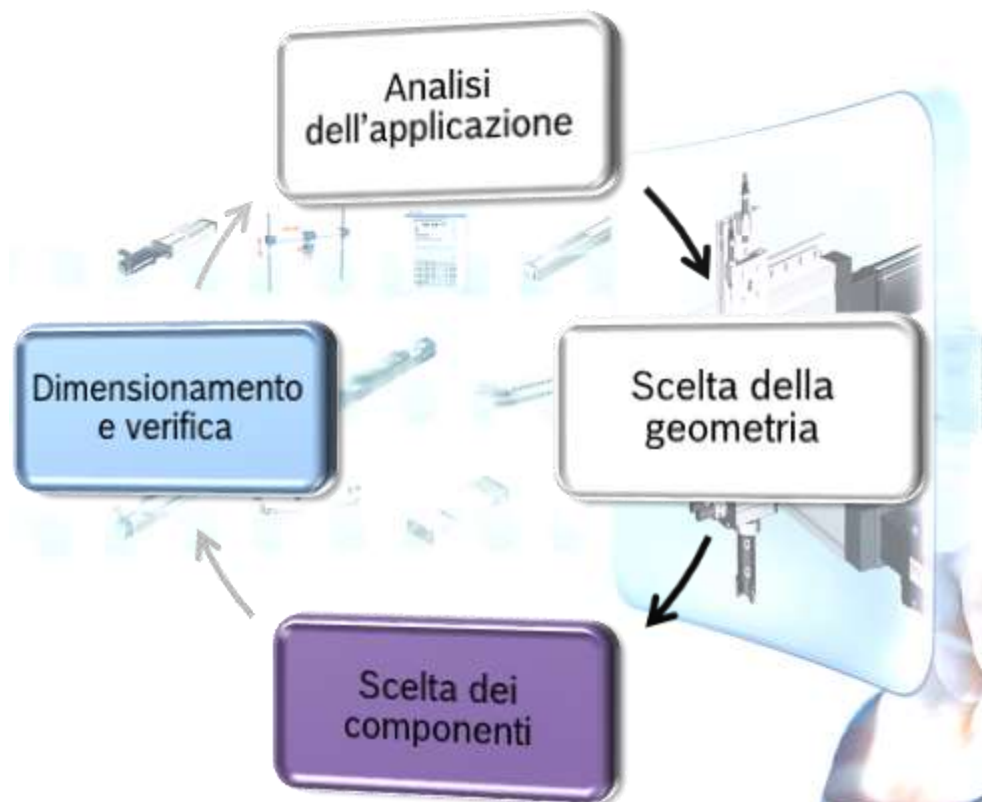 Analisi
dell'applicazione
Scelta della
geometria
Scelta dei
componenti
Dimensionamento
e verifica